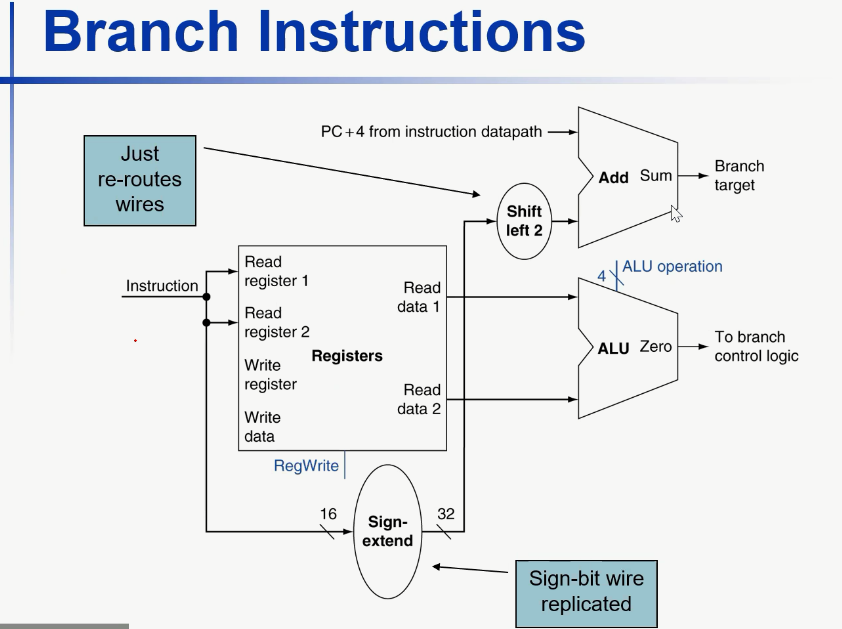 Branch Instructions
Just
re-routes
wires
PC+4 from instruction datapath
Add Sum
Branch
target
Shift
left 2
4
ALU operation
Instruction
Read
register 1
Read
register 2
Write
register
Write
data
Registers
Read
data 1
Read
data 2
ALU Zero
To branch
control logic
RegWrite
16
Sign-
extend
32
Sign-bit wire
replicated